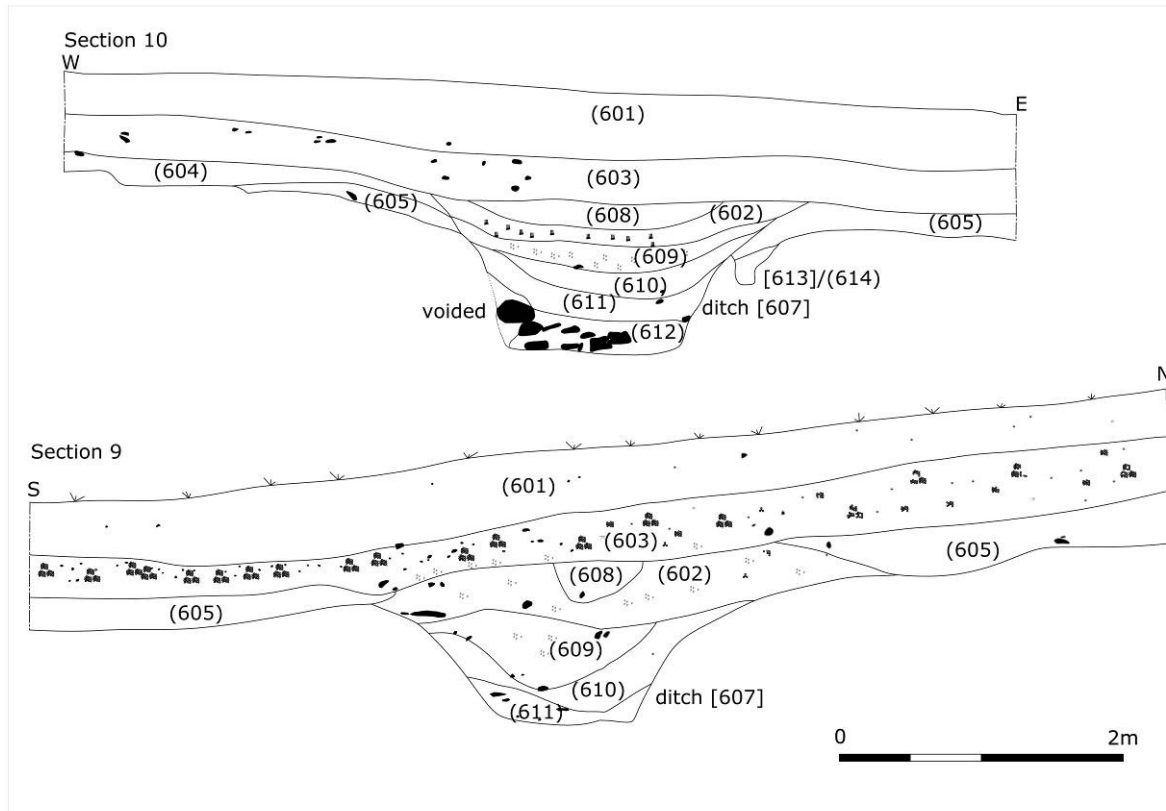 Section 10
W
E
(601)
(604)
(603)
(605)
(608)
(602)
(605)
(609)
(610)
[613]/(614)
(611)
voided
ditch [607]
(612)
N
Section 9
S
(601)
(603)
(605)
(608)
(602)
(605)
(609)
(610)
ditch [607]
(611)
0
2m